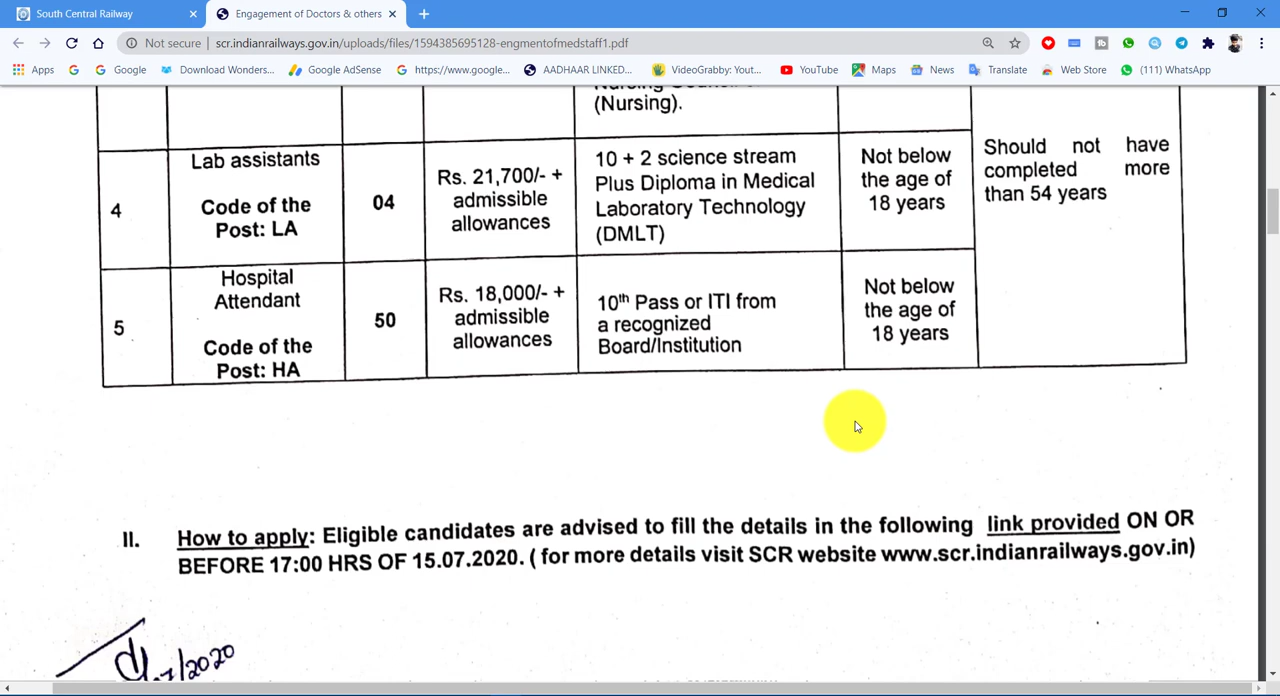 South Central Railway
Engagement of Doctors & others
Not secure | scr.indianrailways.gov.in/uploads/files/1594385695128-engmentofmedstaff1.pdf
Apps
Google
Download Wonders...
Google AdSense
https://www.google...
AADHAAR LINKED...
VideoGrabby: Yout...
YouTube
Maps
News
Translate
Web Store
(111) WhatsApp
(Nursing).
4
Lab assistants
Code of the
Post: LA
04
Rs. 21,700/- +
admissible
allowances
10 + 2 science stream
Plus Diploma in Medical
Laboratory Technology
(DMLT)
Not below
the age of
18 years
Should not have
completed more
than 54 years
5
Hospital
Attendant
Code of the
Post: HA
50
Rs. 18,000/- +
admissible
allowances
10th Pass or ITI from
a recognized
Board/Institution
Not below
the age of
18 years
II. How to apply: Eligible candidates are advised to fill the details in the following link provided ON OR
BEFORE 17:00 HRS OF 15.07.2020. ( for more details visit SCR website www.scr.indianrailways.gov.in)